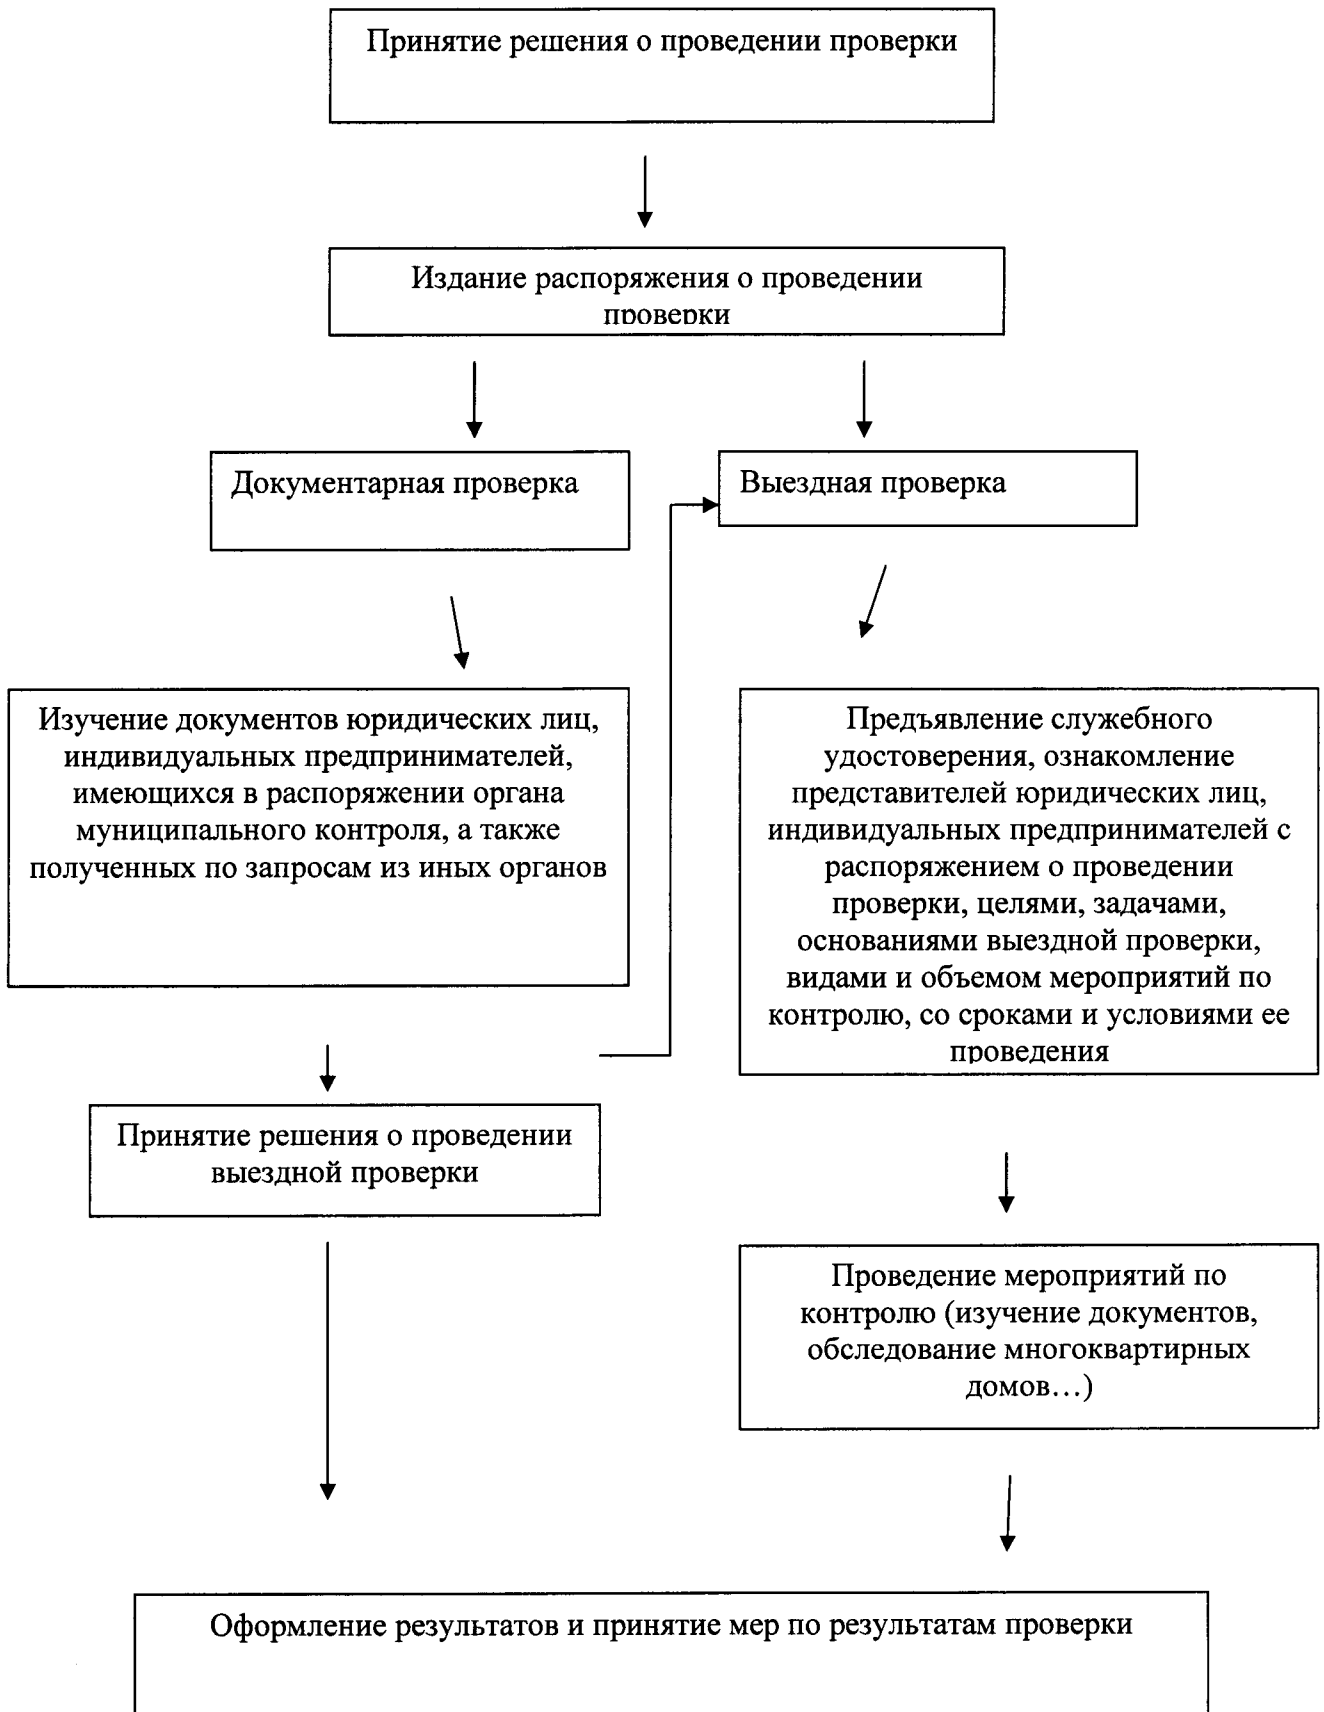 Принятие решения о проведении проверки
Издание распоряжения о проведении
проверки
Документарная проверка
Выездная проверка
Изучение документов юридических лиц,
индивидуальных предпринимателей,
имеющихся в распоряжении органа
муниципального контроля, а также
полученных по запросам из иных органов
Предъявление служебного
удостоверения, ознакомление
представителей юридических лиц,
индивидуальных предпринимателей с
распоряжением о проведении
проверки, целями, задачами,
основаниями выездной проверки,
видами и объемом мероприятий по
контролю, со сроками и условиями ее
проведения
Принятие решения о проведении
выездной проверки
Проведение мероприятий по
контролю (изучение документов,
обследование многоквартирных
домов…)
Оформление результатов и принятие мер по результатам проверки